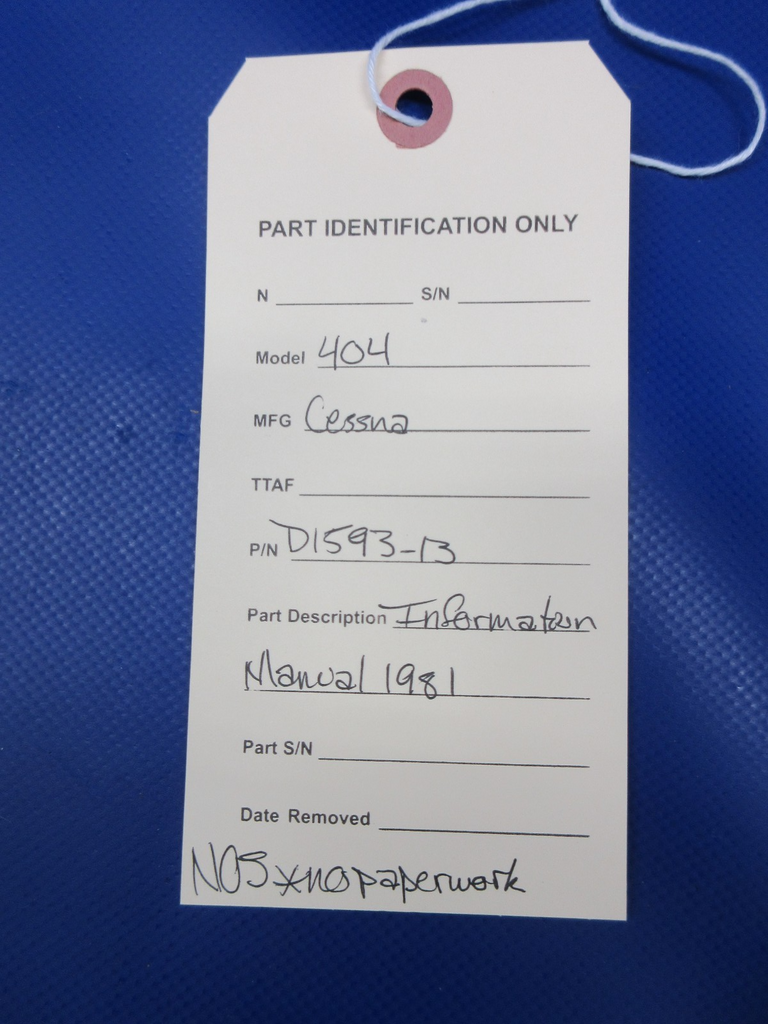 PART IDENTIFICATION ONLY
N S/N
Model 404
MFG Cessna
TTAF
P/N D1593-13
Part Description Information
Manual 1981
Part S/N
Date Removed
NOS *no paperwork